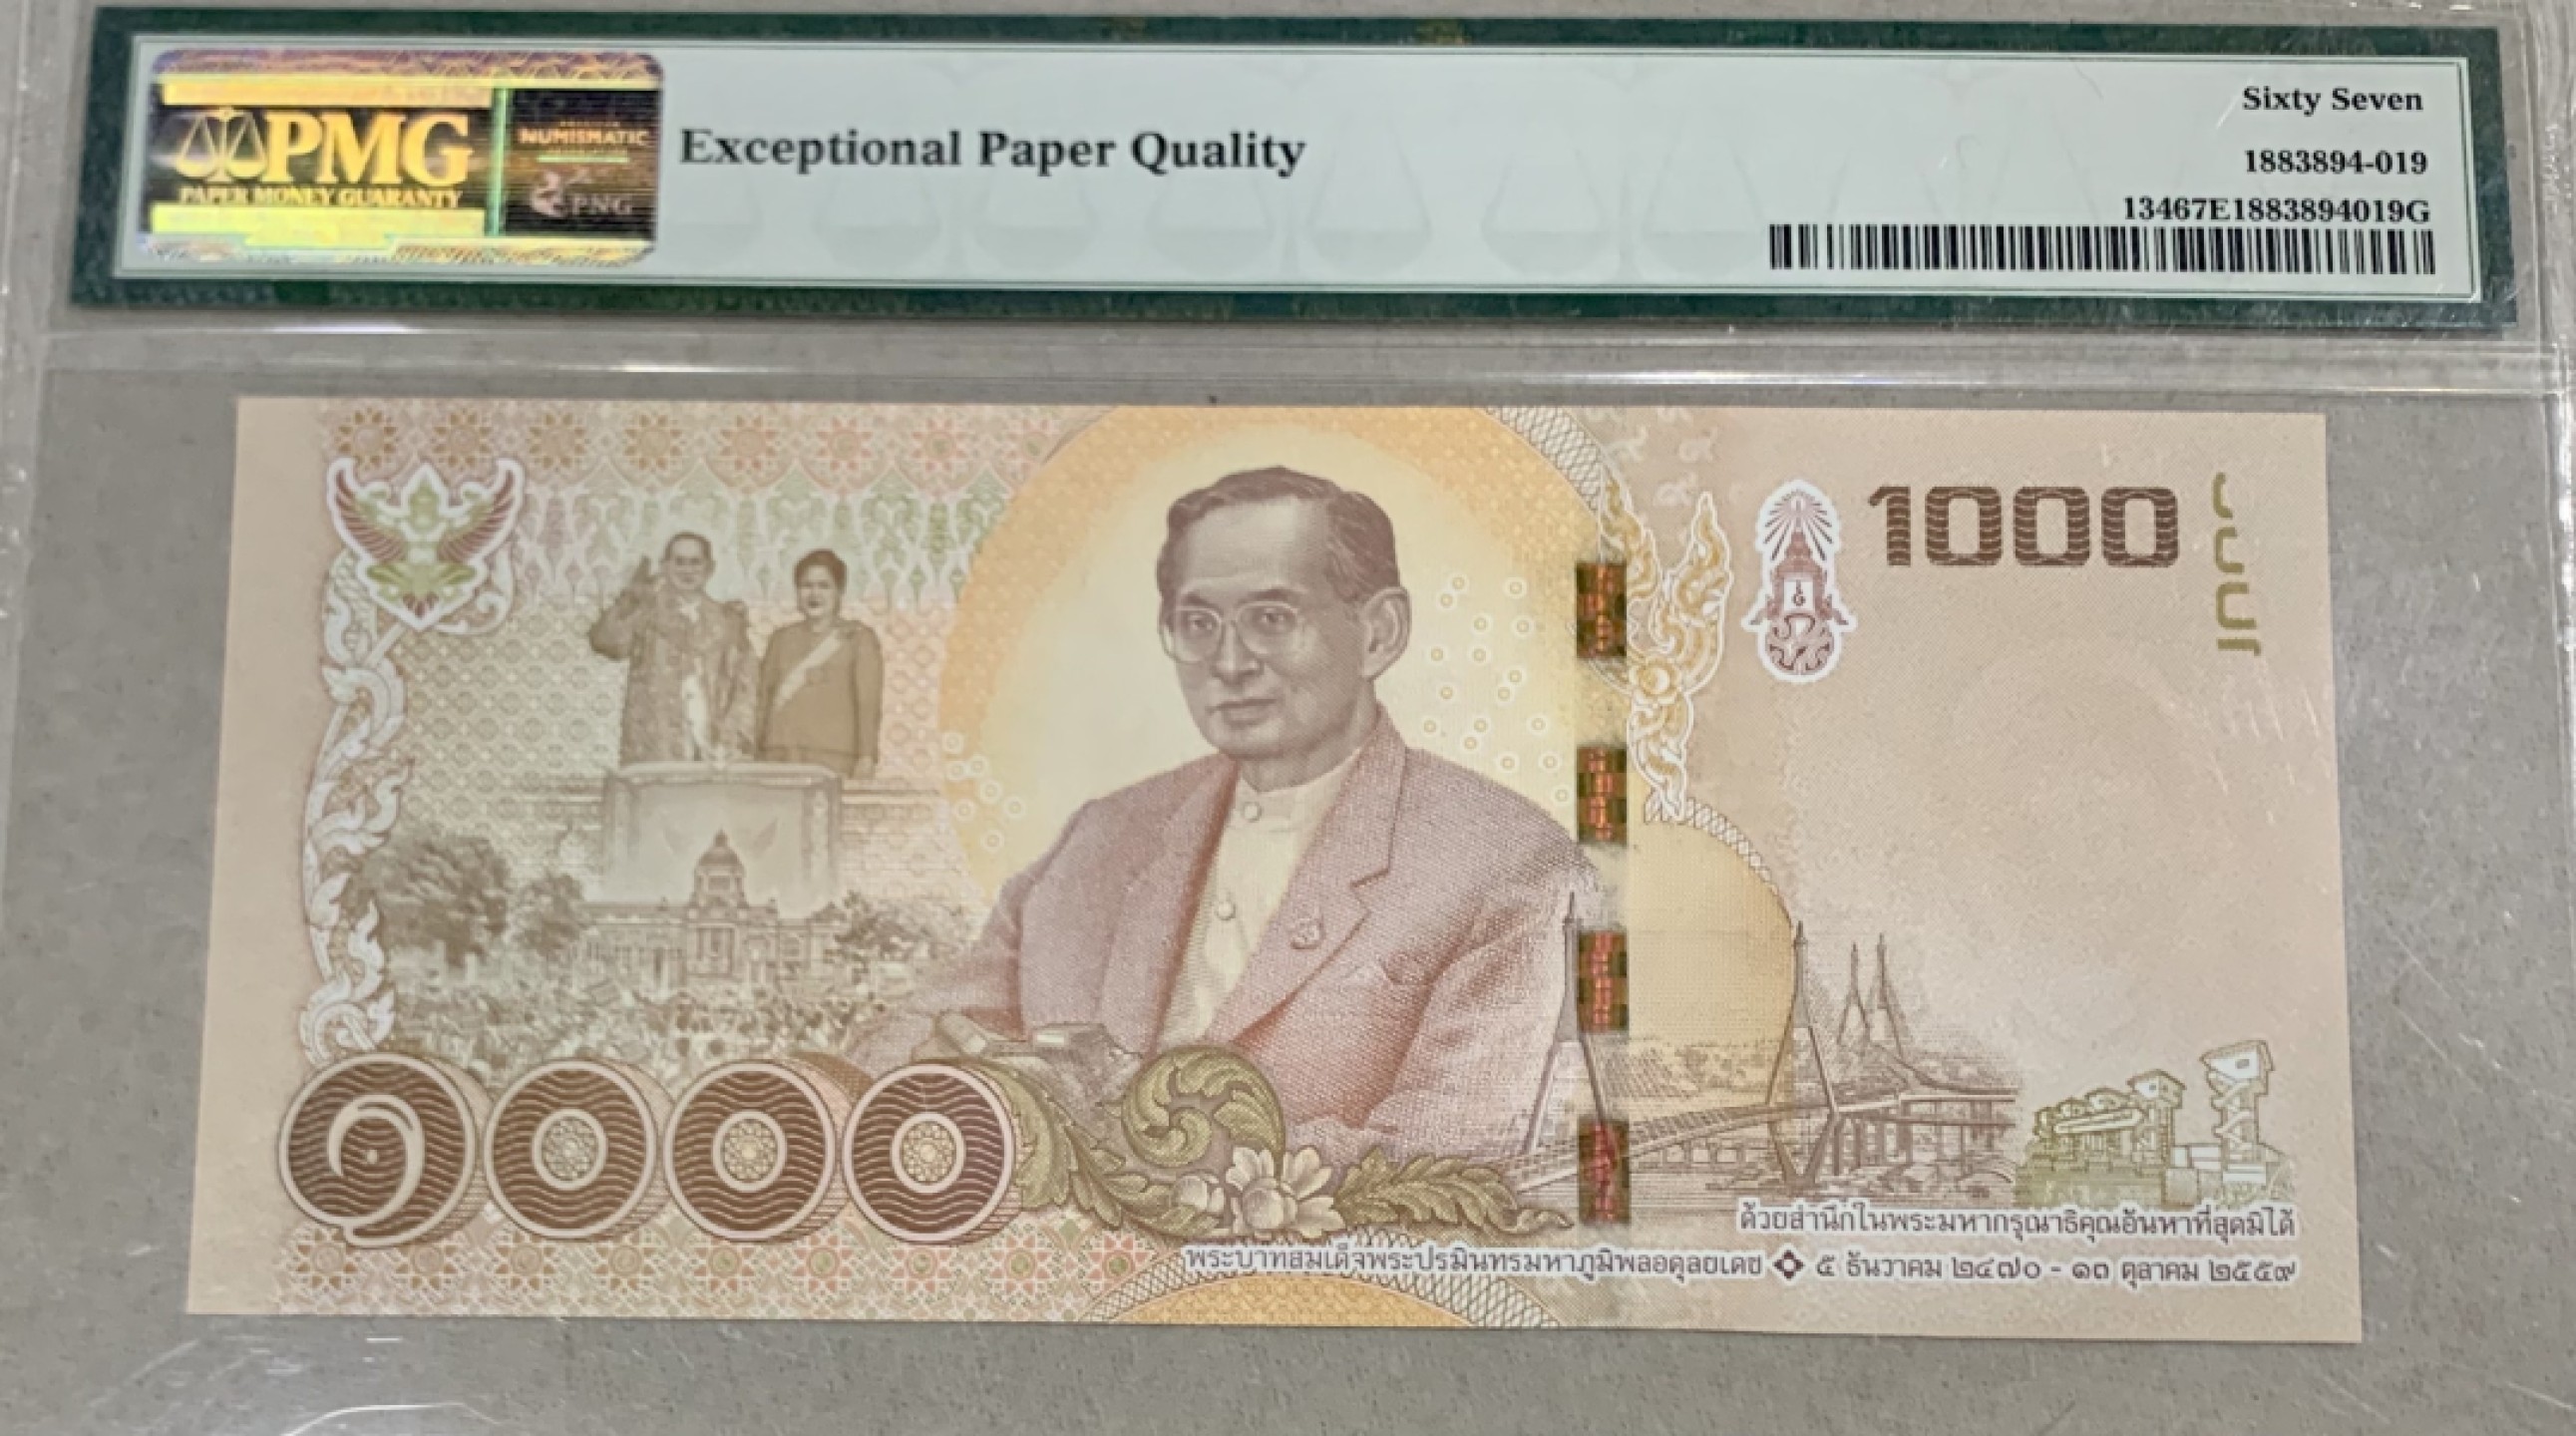 PMG
PAPER MONEY GUARANTY
NUMISMATIC
PNG
Exceptional Paper Quality
Sixty Seven
1883894-019
13467E1883894019G
1000
๑๐๐๐
ด้วยสำนึกในพระมหากรุณาธิคุณอันหาที่สุดมิได้
พระบาทสมเด็จพระปรมินทรมหาภูมิพลอดุลยเดช ๕ ธันวาคม ๒๔๗๐ - ๑๓ ตุลาคม ๒๕๕๙